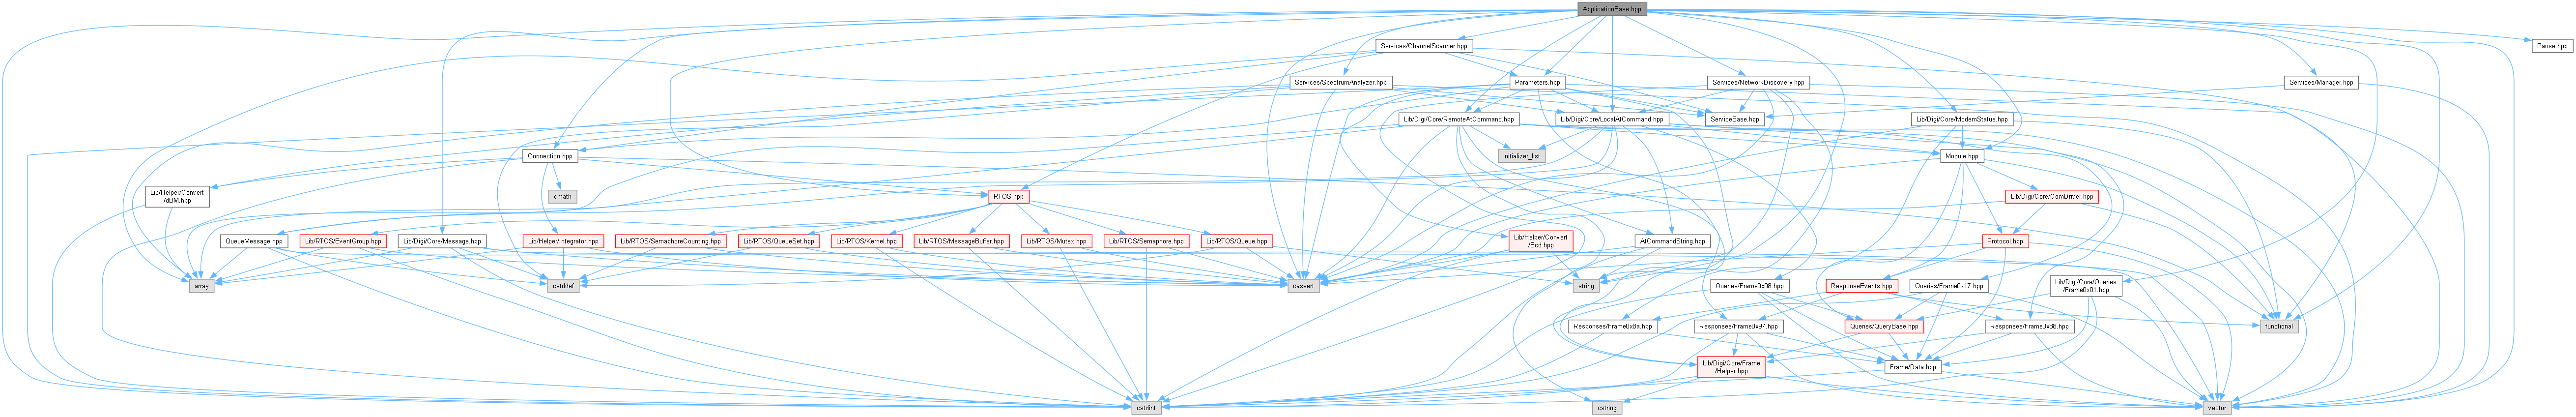 ApplicationBase.hpp
Pause.hpp
Services/ChannelScanner.hpp
Services/SpectrumAnalyzer.hpp
Parameters.hpp
Services/NetworkDiscovery.hpp
Services/Manager.hpp
Lib/Digi/Core/RemoteAtCommand.hpp
Lib/Digi/Core/LocalAtCommand.hpp
ServiceBase.hpp
Lib/Digi/Core/ModemStatus.hpp
Connection.hpp
initializer_list
Module.hpp
Lib/Helper/Convert
/dBM.hpp
cmath
RTOS.hpp
Lib/Digi/Core/ComDriver.hpp
QueueMessage.hpp
Lib/RTOS/EventGroup.hpp
Lib/Digi/Core/Message.hpp
Lib/Helper/Integrator.hpp
Lib/RTOS/SemaphoreCounting.hpp
Lib/RTOS/QueueSet.hpp
Lib/RTOS/Kernel.hpp
Lib/RTOS/MessageBuffer.hpp
Lib/RTOS/Mutex.hpp
Lib/RTOS/Semaphore.hpp
Lib/RTOS/Queue.hpp
Lib/Helper/Convert
/Bcd.hpp
AtCommandString.hpp
Protocol.hpp
array
cstddef
cassert
string
Queries/Frame0x08.hpp
ResponseEvents.hpp
Queries/Frame0x17.hpp
Lib/Digi/Core/Queries
/Frame0x01.hpp
Responses/Frame0x8a.hpp
Responses/Frame0x97.hpp
Queries/QueryBase.hpp
Responses/Frame0x88.hpp
functional
Lib/Digi/Core/Frame
/Helper.hpp
Frame/Data.hpp
cstdint
cstring
vector